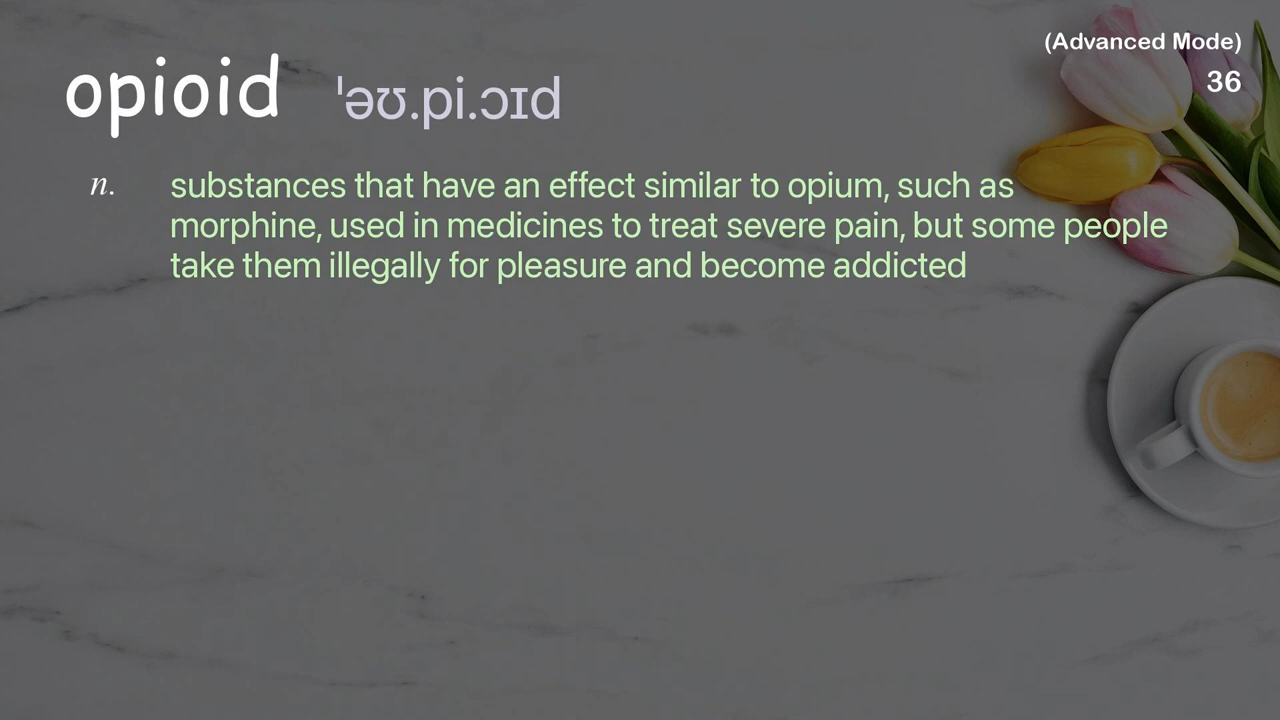 (Advanced Mode)
opioid ˈəʊ.pi.ɔɪd
36
n. substances that have an effect similar to opium, such as
morphine, used in medicines to treat severe pain, but some people
take them illegally for pleasure and become addicted